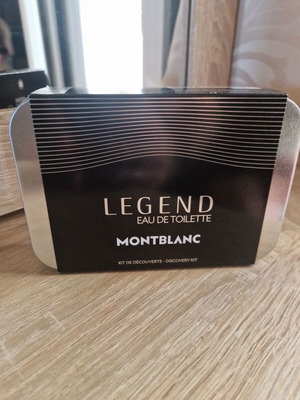 LEGEND
EAU DE TOILETTE
MONTBLANC
KIT DE DÉCOUVERTE - DISCOVERY KIT